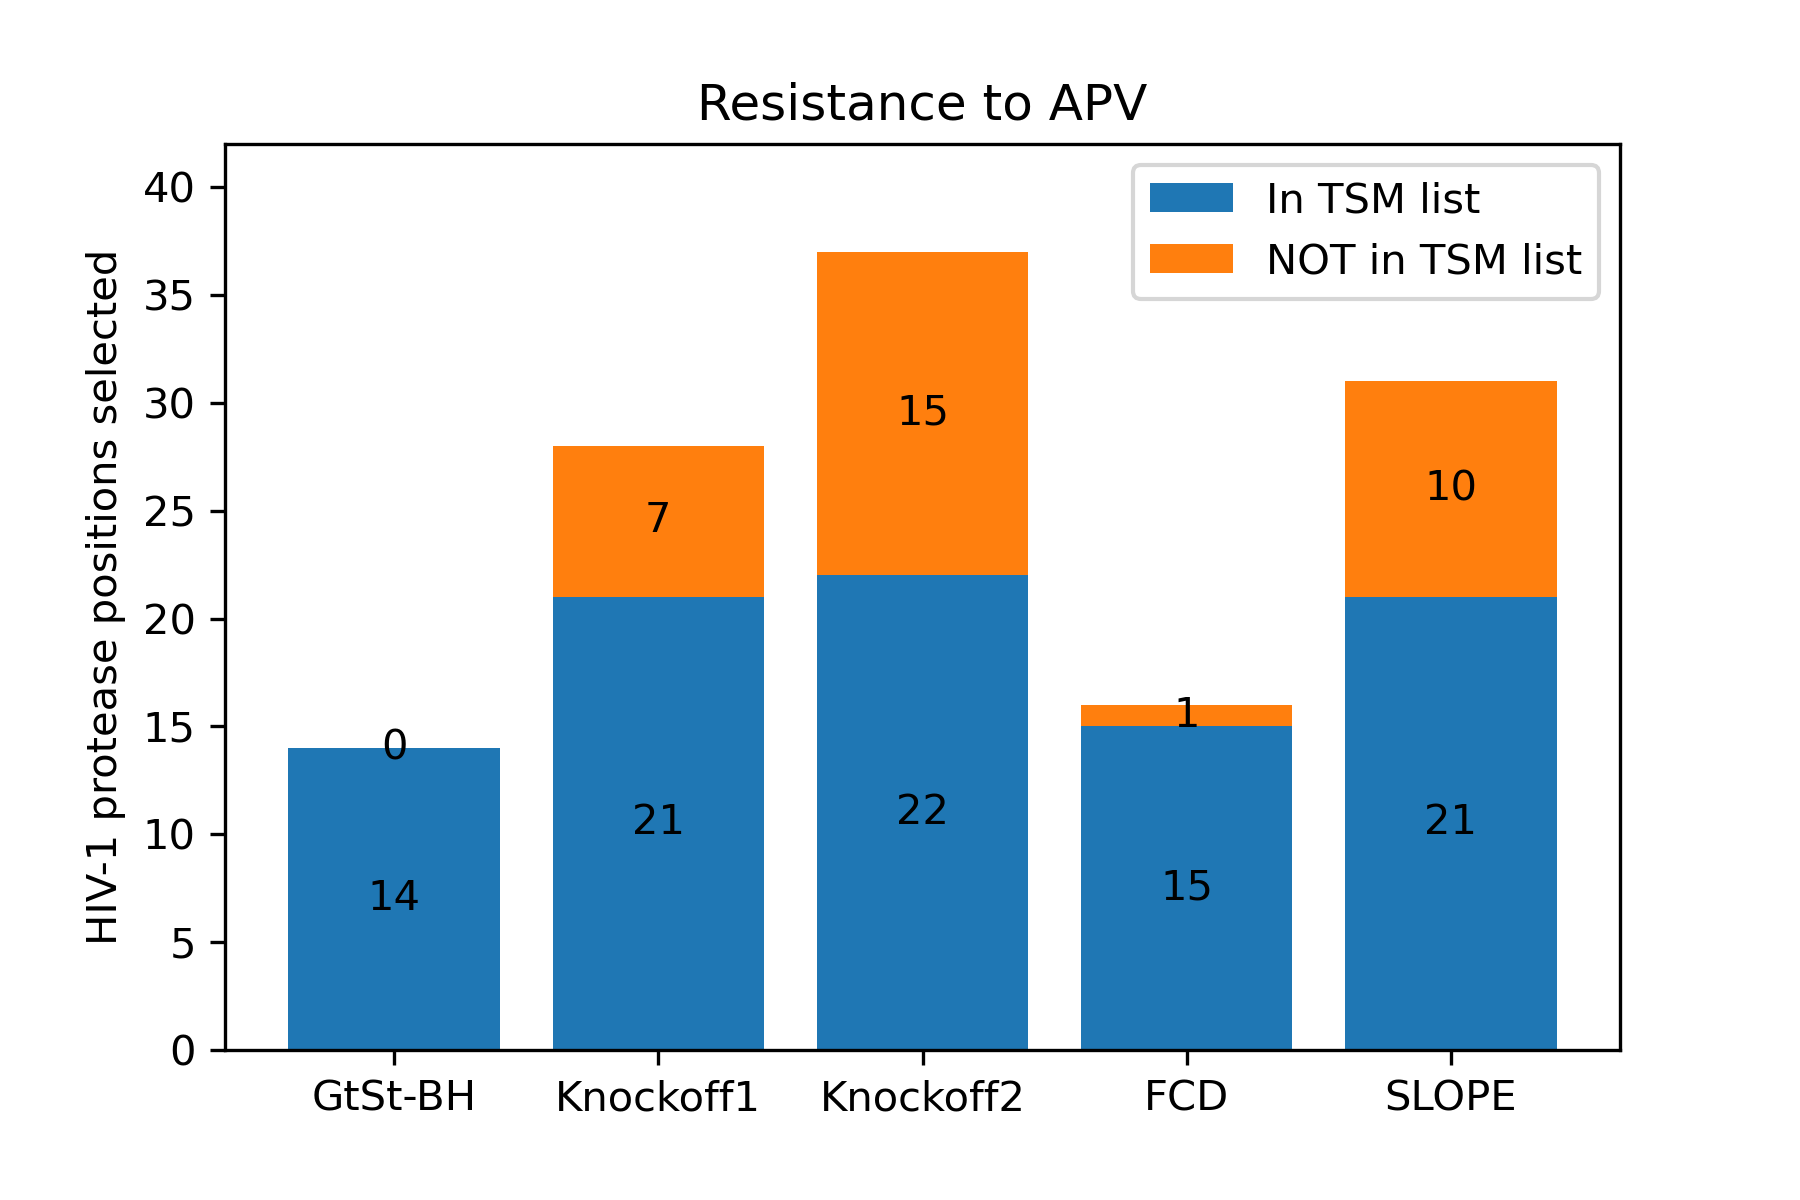 Resistance to APV
In TSM list
NOT in TSM list
HIV-1 protease positions selected
40
35
30
25
20
15
10
5
0
0
14
7
21
15
22
1
15
10
21
GtSt-BH
Knockoff1
Knockoff2
FCD
SLOPE